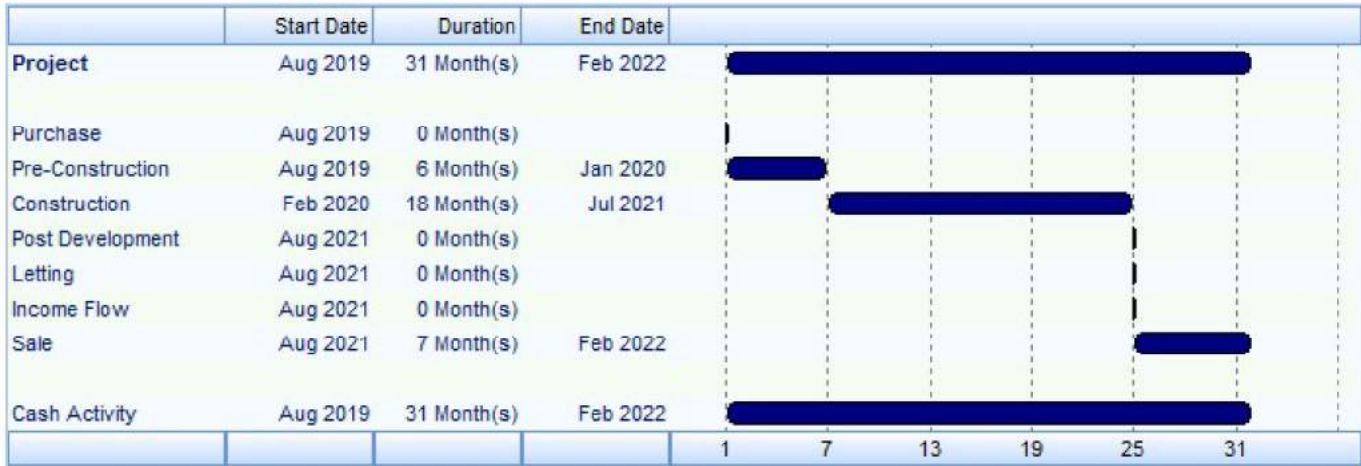 Start Date Duration End Date
Project Aug 2019 31 Month(s) Feb 2022
Purchase Aug 2019 0 Month(s)
Pre-Construction Aug 2019 6 Month(s) Jan 2020
Construction Feb 2020 18 Month(s) Jul 2021
Post Development Aug 2021 0 Month(s)
Letting Aug 2021 0 Month(s)
Income Flow Aug 2021 0 Month(s)
Sale Aug 2021 7 Month(s) Feb 2022
Cash Activity Aug 2019 31 Month(s) Feb 2022
1 7 13 19 25 31